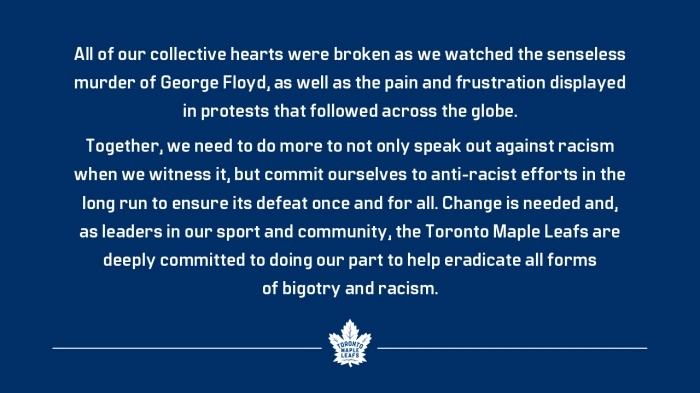 All of our collective hearts were broken as we watched the senseless
murder of George Floyd, as well as the pain and frustration displayed
in protests that followed across the globe.
Together, we need to do more to not only speak out against racism
when we witness it, but commit ourselves to anti-racist efforts in the
long run to ensure its defeat once and for all. Change is needed and,
as leaders in our sport and community, the Toronto Maple Leafs are
deeply committed to doing our part to help eradicate all forms
of bigotry and racism.
TORONTO
MAPLE
LEAFS